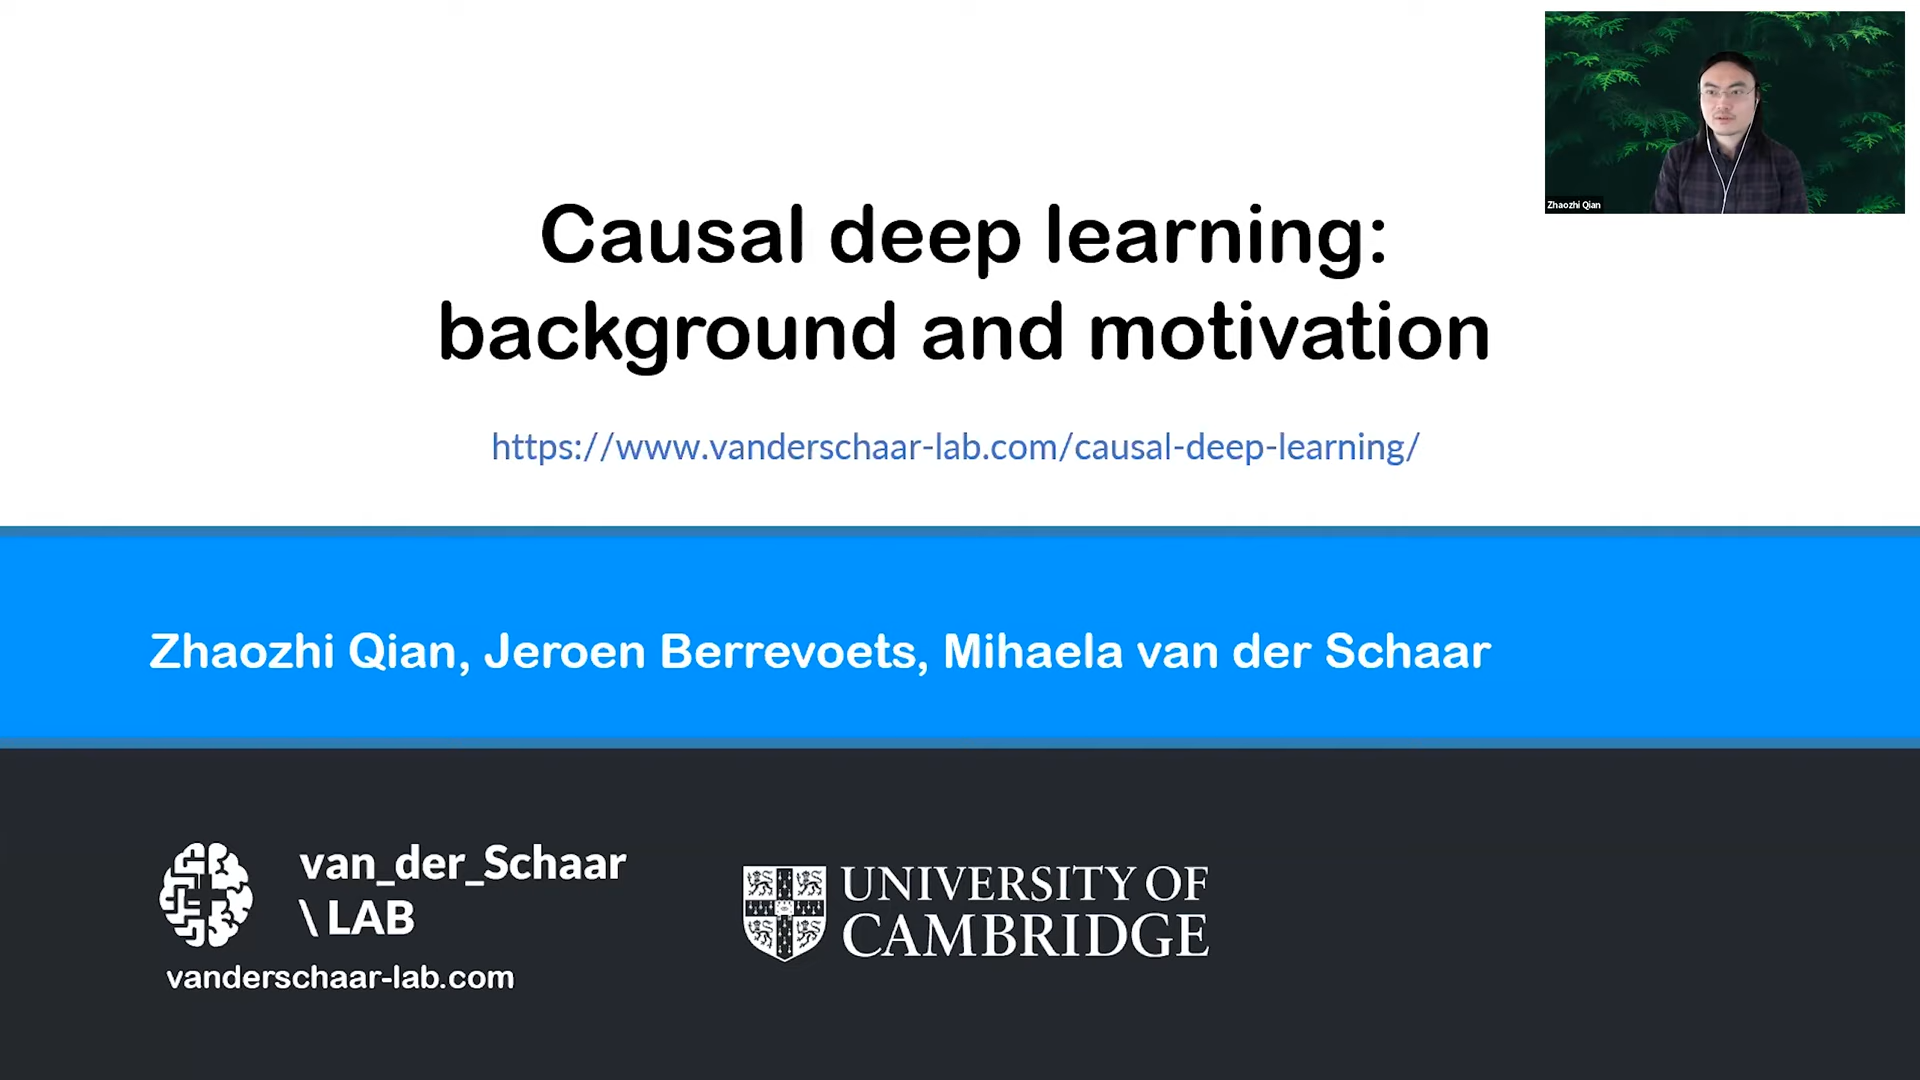 Zhaozhi Qian
Causal deep learning:
background and motivation
https://www.vanderschaar-lab.com/causal-deep-learning/
Zhaozhi Qian, Jeroen Berrevoets, Mihaela van der Schaar
van_der_Schaar
\ LAB
vanderschaar-lab.com
UNIVERSITY OF
CAMBRIDGE